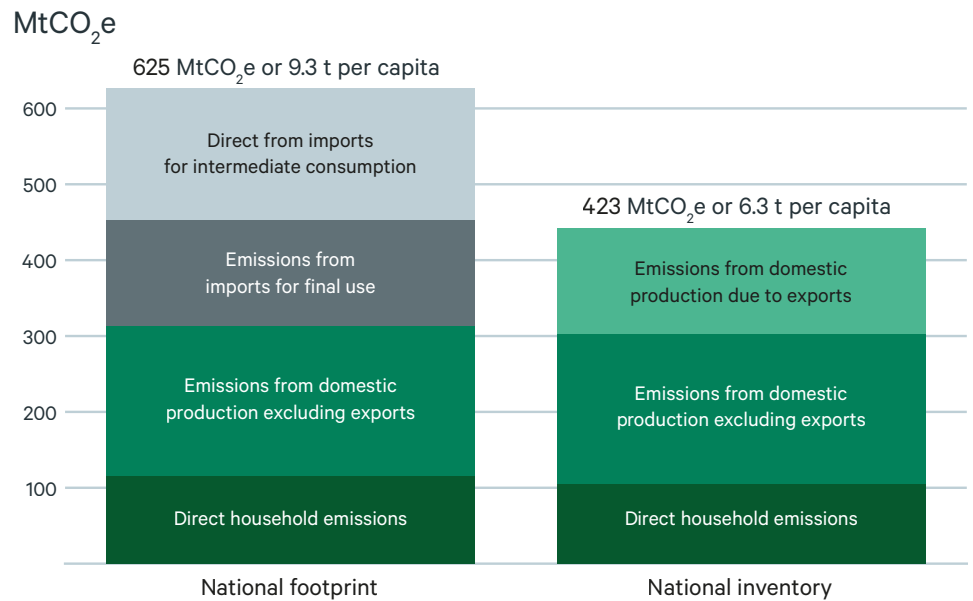 MtCO₂e
625 MtCO₂e or 9.3 t per capita
600
500
400
300
200
100
Direct from imports
for intermediate consumption
Emissions from
imports for final use
Emissions from domestic
production excluding exports
Direct household emissions
423 MtCO₂e or 6.3 t per capita
Emissions from domestic
production due to exports
Emissions from domestic
production excluding exports
Direct household emissions
National footprint
National inventory